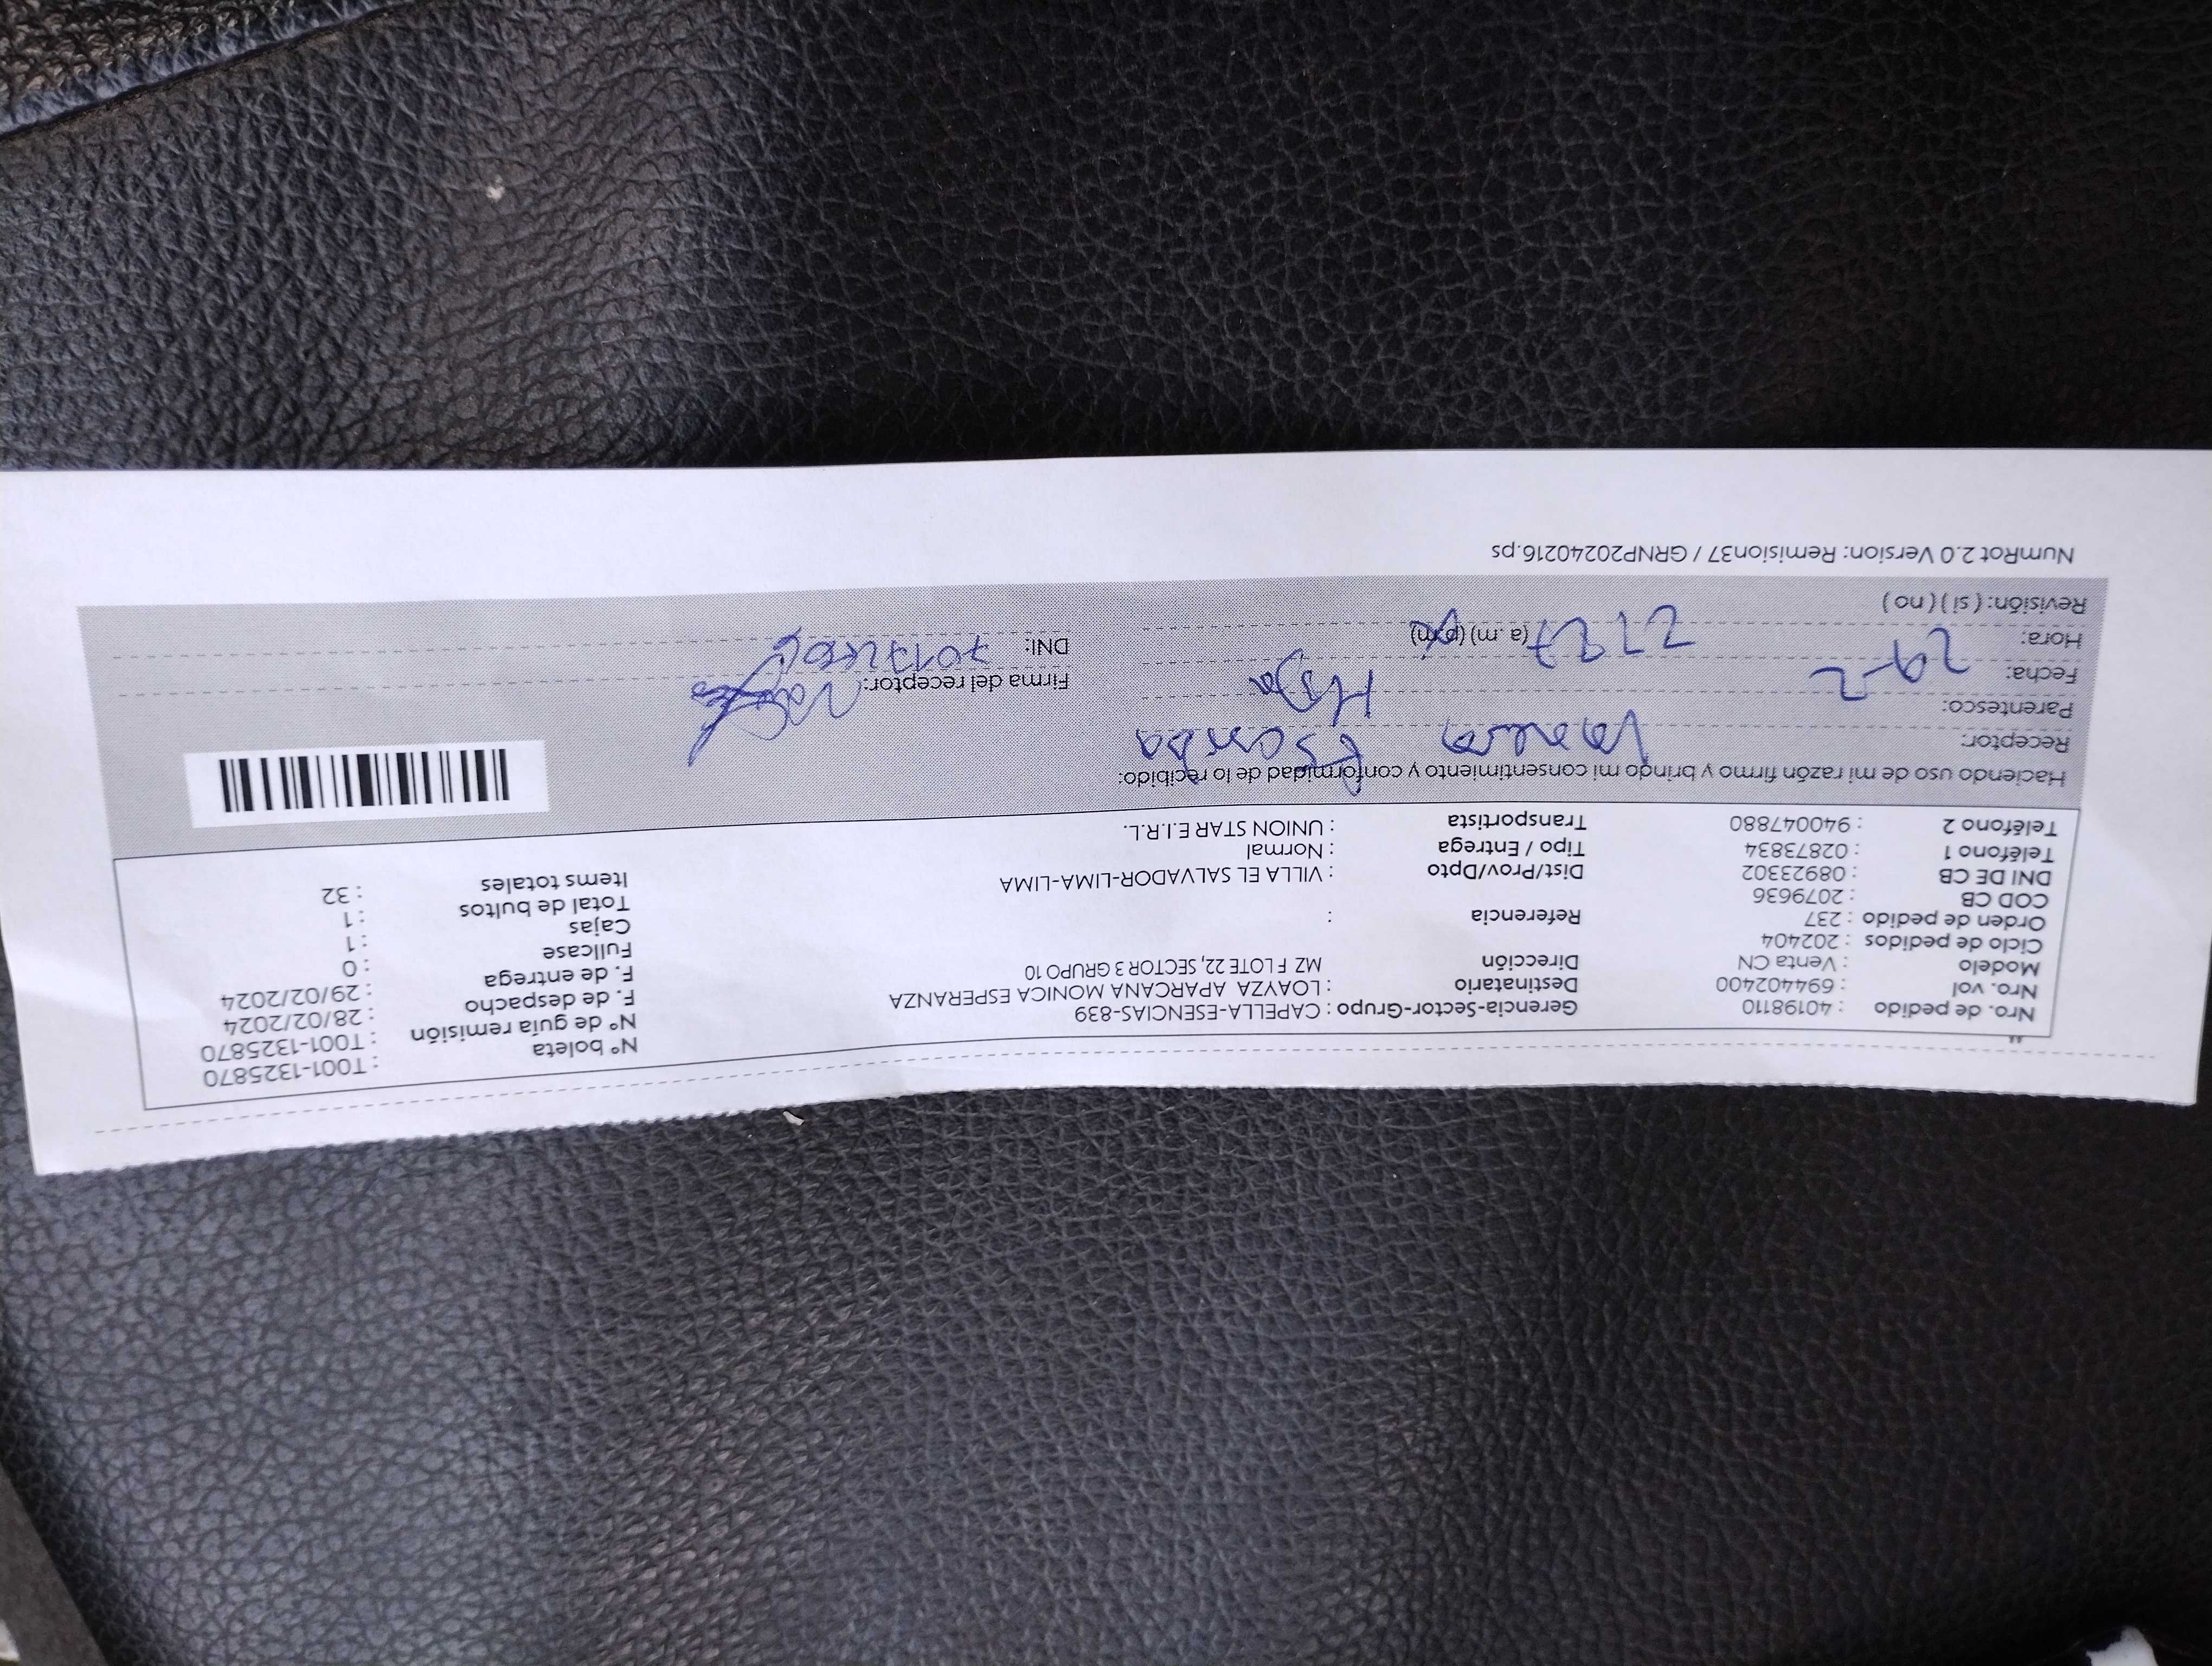 Nro. de pedido : 40198110 Gerencia-Sector-Grupo : CAPELLA-ESENCIAS-839 N° boleta : T001-1325870
Nro. vol : 694402400 Destinatario : LOAYZA APARCANA MONICA ESPERANZA N° de guía remisión : T001-1325870
Modelo : Venta CN Dirección MZ F LOTE 22, SECTOR 3 GRUPO 10 F. de despacho : 28/02/2024
Ciclo de pedidos : 202404 F. de entrega : 29/02/2024
Orden de pedido : 237 Referencia : Fullcase : 0
COD CB : 2079636 Cajas : 1
DNI DE CB : 08923302 Dist/Prov/Dpto : VILLA EL SALVADOR-LIMA-LIMA Total de bultos : 1
Teléfono 1 : 02873834 Tipo / Entrega : Normal Items totales : 32
Teléfono 2 : 940047880 Transportista : UNION STAR E.I.R.L.
Haciendo uso de mi razón firmo y brindo mi consentimiento y conformidad de lo recibido:
Receptor: Vanessa
Parentesco: Hija
Fecha: 29-2 Firma del receptor:
Hora: (a .m) (p.m) DNI:
Revisión: ( si ) ( no )
NumRot 2.0 Version: Remision37 / GRNP20240216.ps